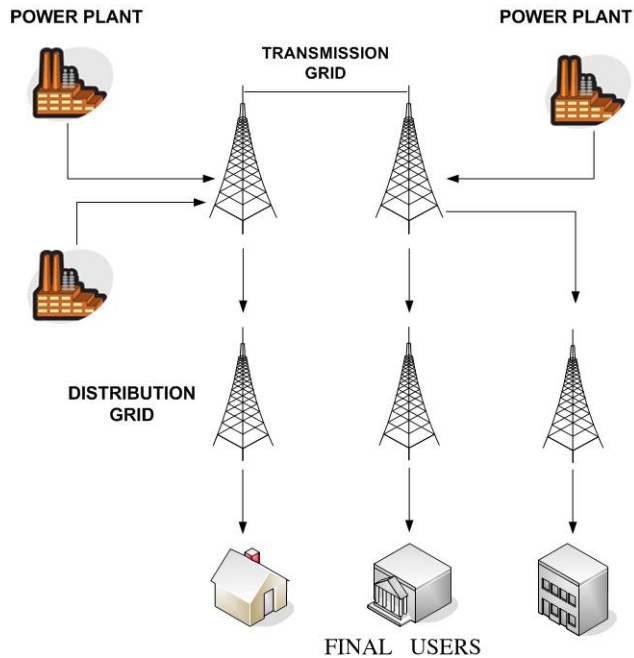 POWER PLANT
POWER PLANT
TRANSMISSION
GRID
DISTRIBUTION
GRID
FINAL USERS